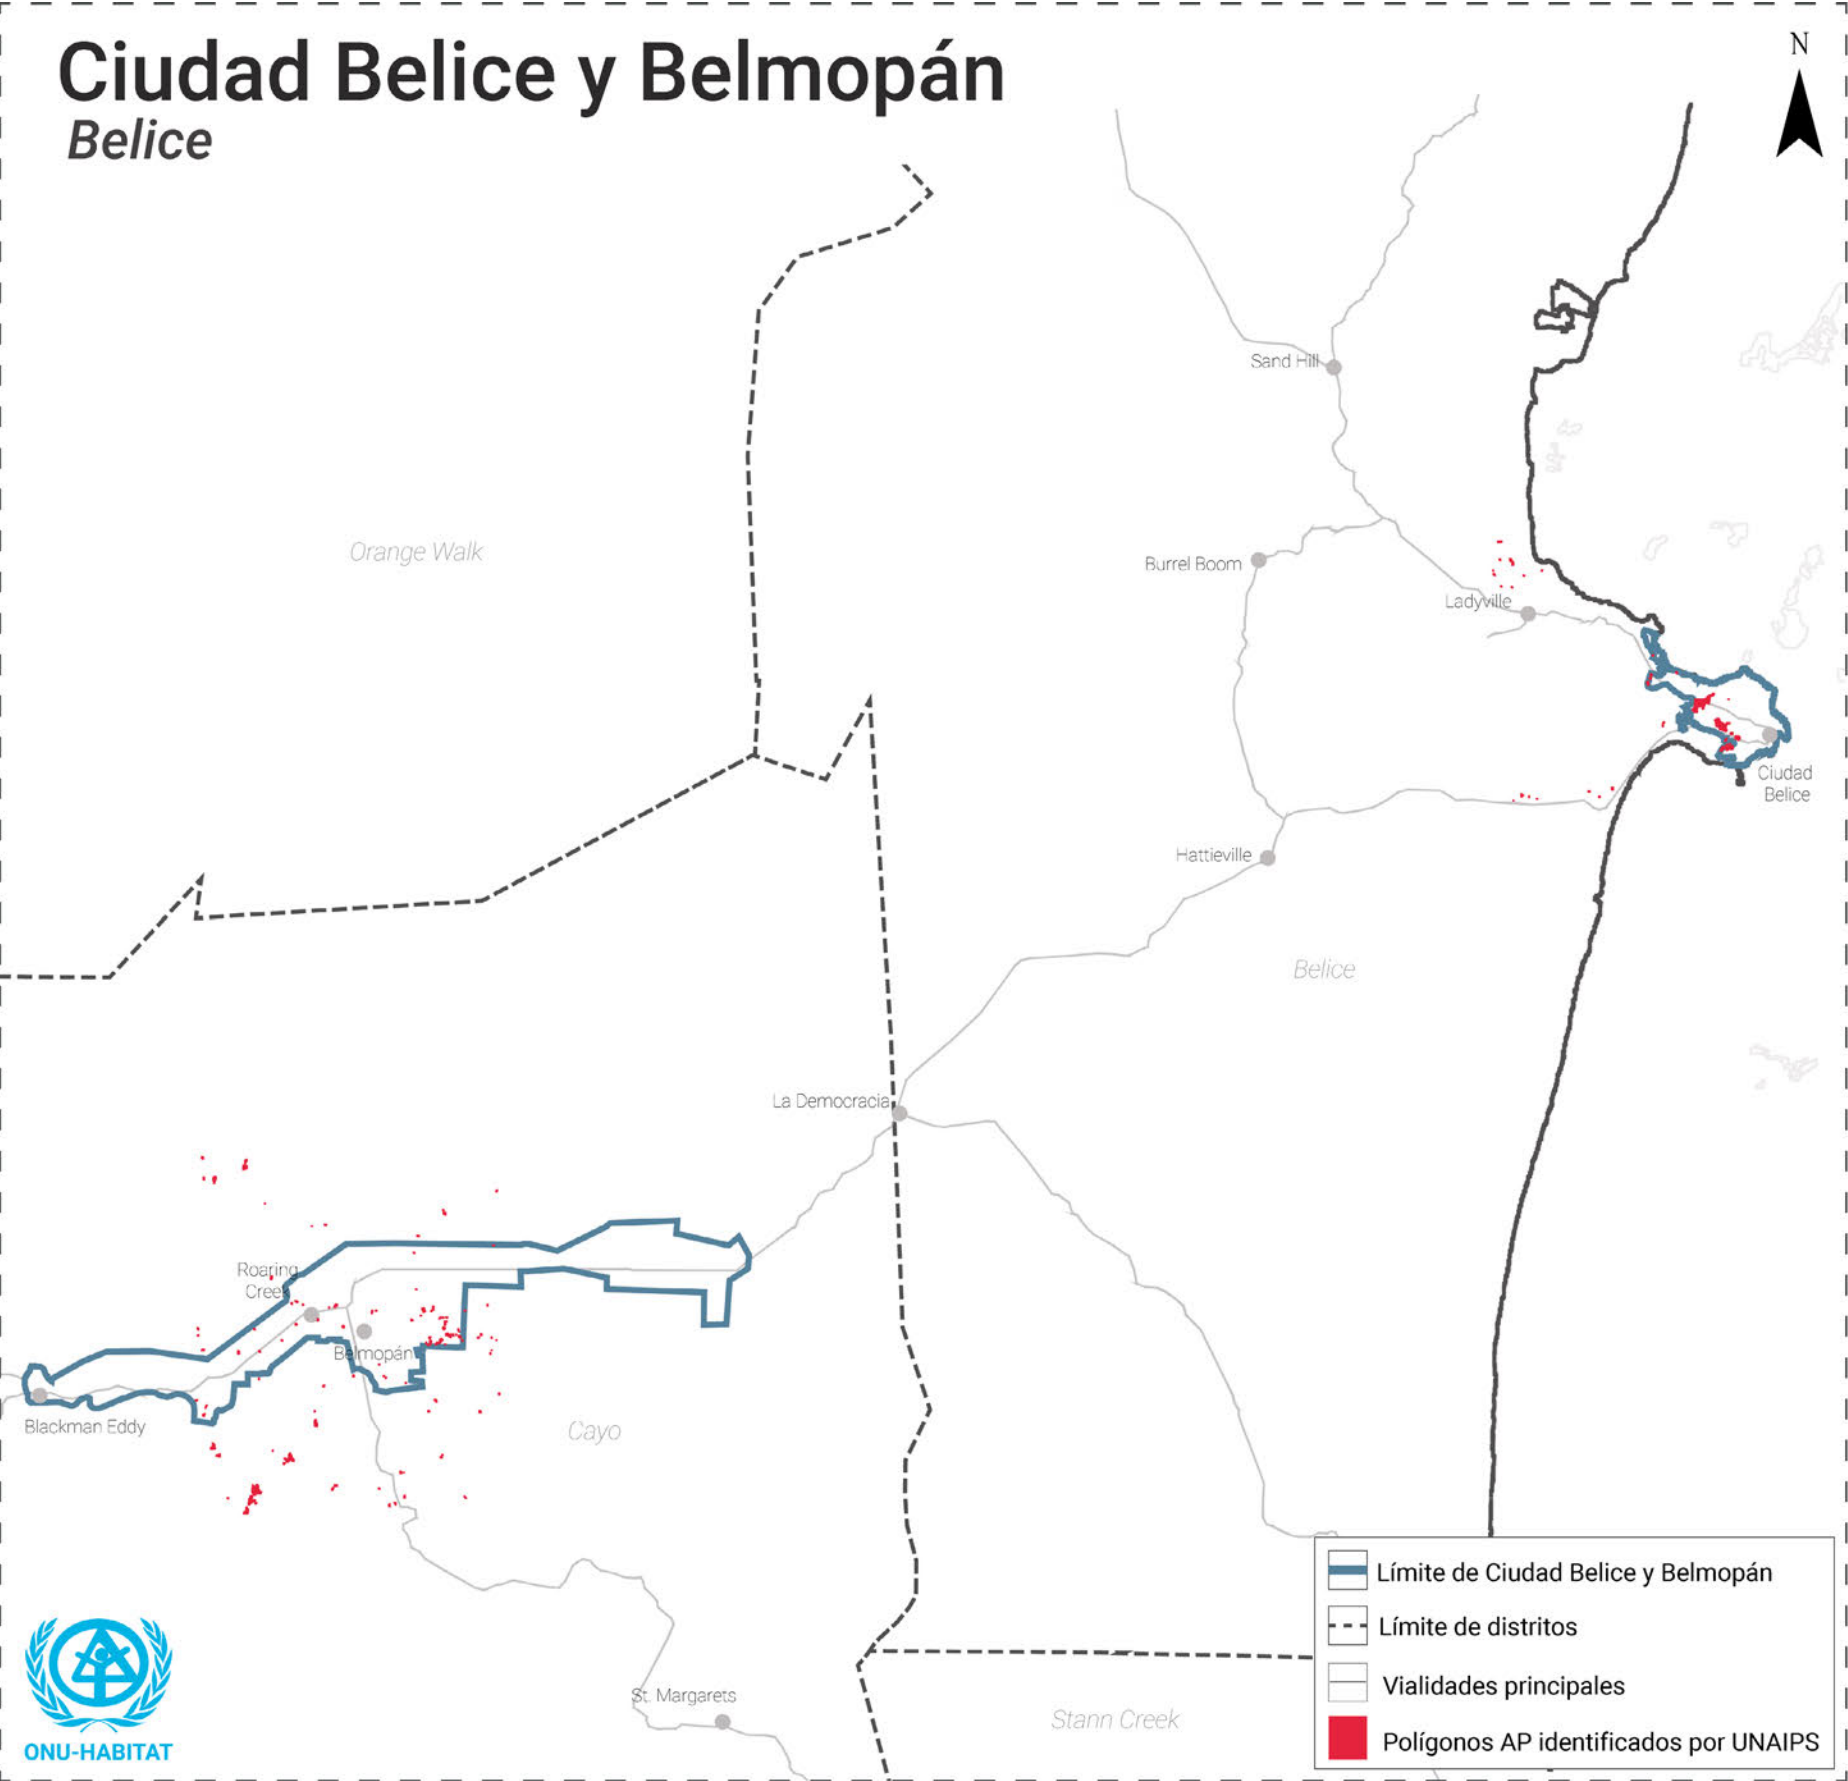 Ciudad Belice y Belmopán
Belice
N
Sand Hill
Orange Walk
Burrel Boom
Ladyville
Ciudad
Belice
Hattieville
Belice
La Democracia
Roaring
Creek
Belmopán
Blackman Eddy
Cayo
St. Margarets
Stann Creek
Límite de Ciudad Belice y Belmopán
Límite de distritos
Vialidades principales
Polígonos AP identificados por UNAIPS
ONU-HABITAT